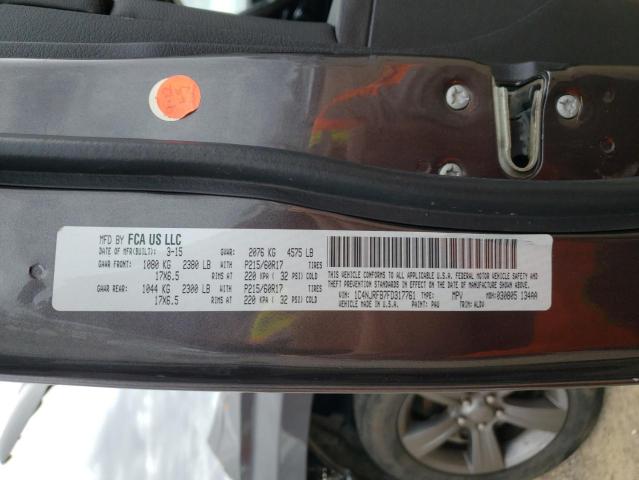 MFD BY FCA US LLC
DATE OF MFR(BUILT): 3-15 GVWR: 2076 KG 4575 LB
GAWR FRONT: 1080 KG 2380 LB P215/60R17 TIRES
17X6.5 RIMS AT 220 KPA ( 32 PSI) COLD
GAWR REAR: 1044 KG 2300 LB P215/60R17 TIRES
17X6.5 RIMS AT 220 KPA ( 32 PSI) COLD
THIS VEHICLE CONFORMS TO ALL APPLICABLE U.S.A. FEDERAL MOTOR VEHICLE SAFETY AND
THEFT PREVENTION STANDARDS IN EFFECT ON THE DATE OF MANUFACTURE SHOWN ABOVE.
VIN: 1C4NJRFB7FD317761 TYPE: MPV MDH:030805 134AA
VEHICLE MADE IN U.S.A. PAINT: PAU TRIM: ALDV